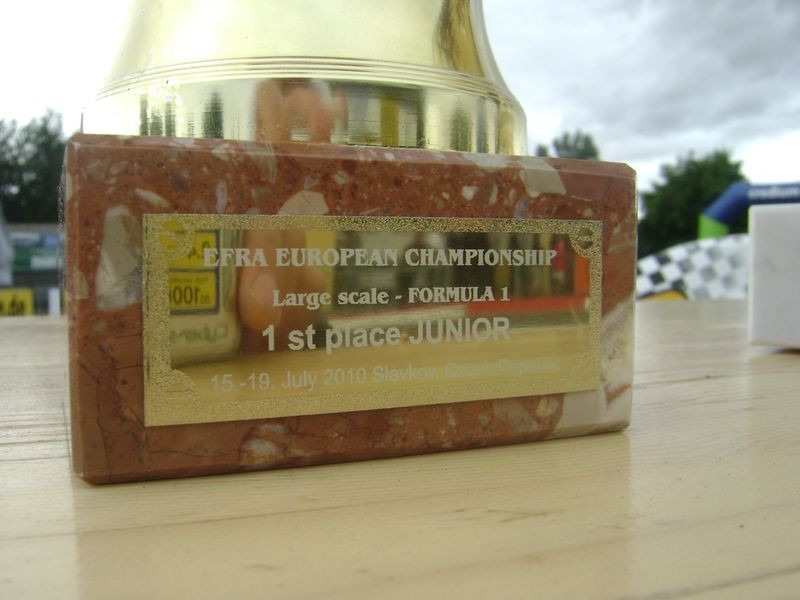 EFRA EUROPEAN CHAMPIONSHIP
Large scale - FORMULA 1
1 st place JUNIOR
15.-19. July 2010 Slavkov, Czech Republic